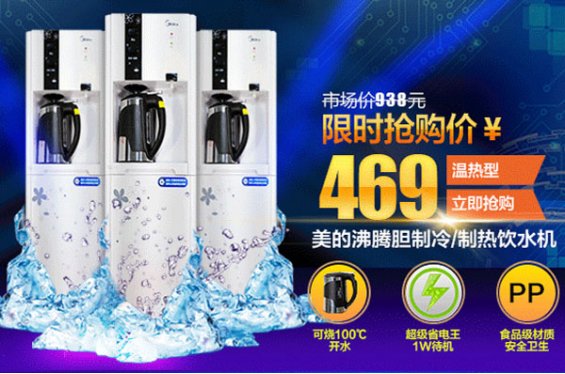 Midea
Midea
Midea
市场价938元
限时抢购价￥
469
温热型
立即抢购
美的沸腾胆制冷/制热饮水机
PP
可烧100℃
开水
超级省电王
1W待机
食品级材质
安全卫生